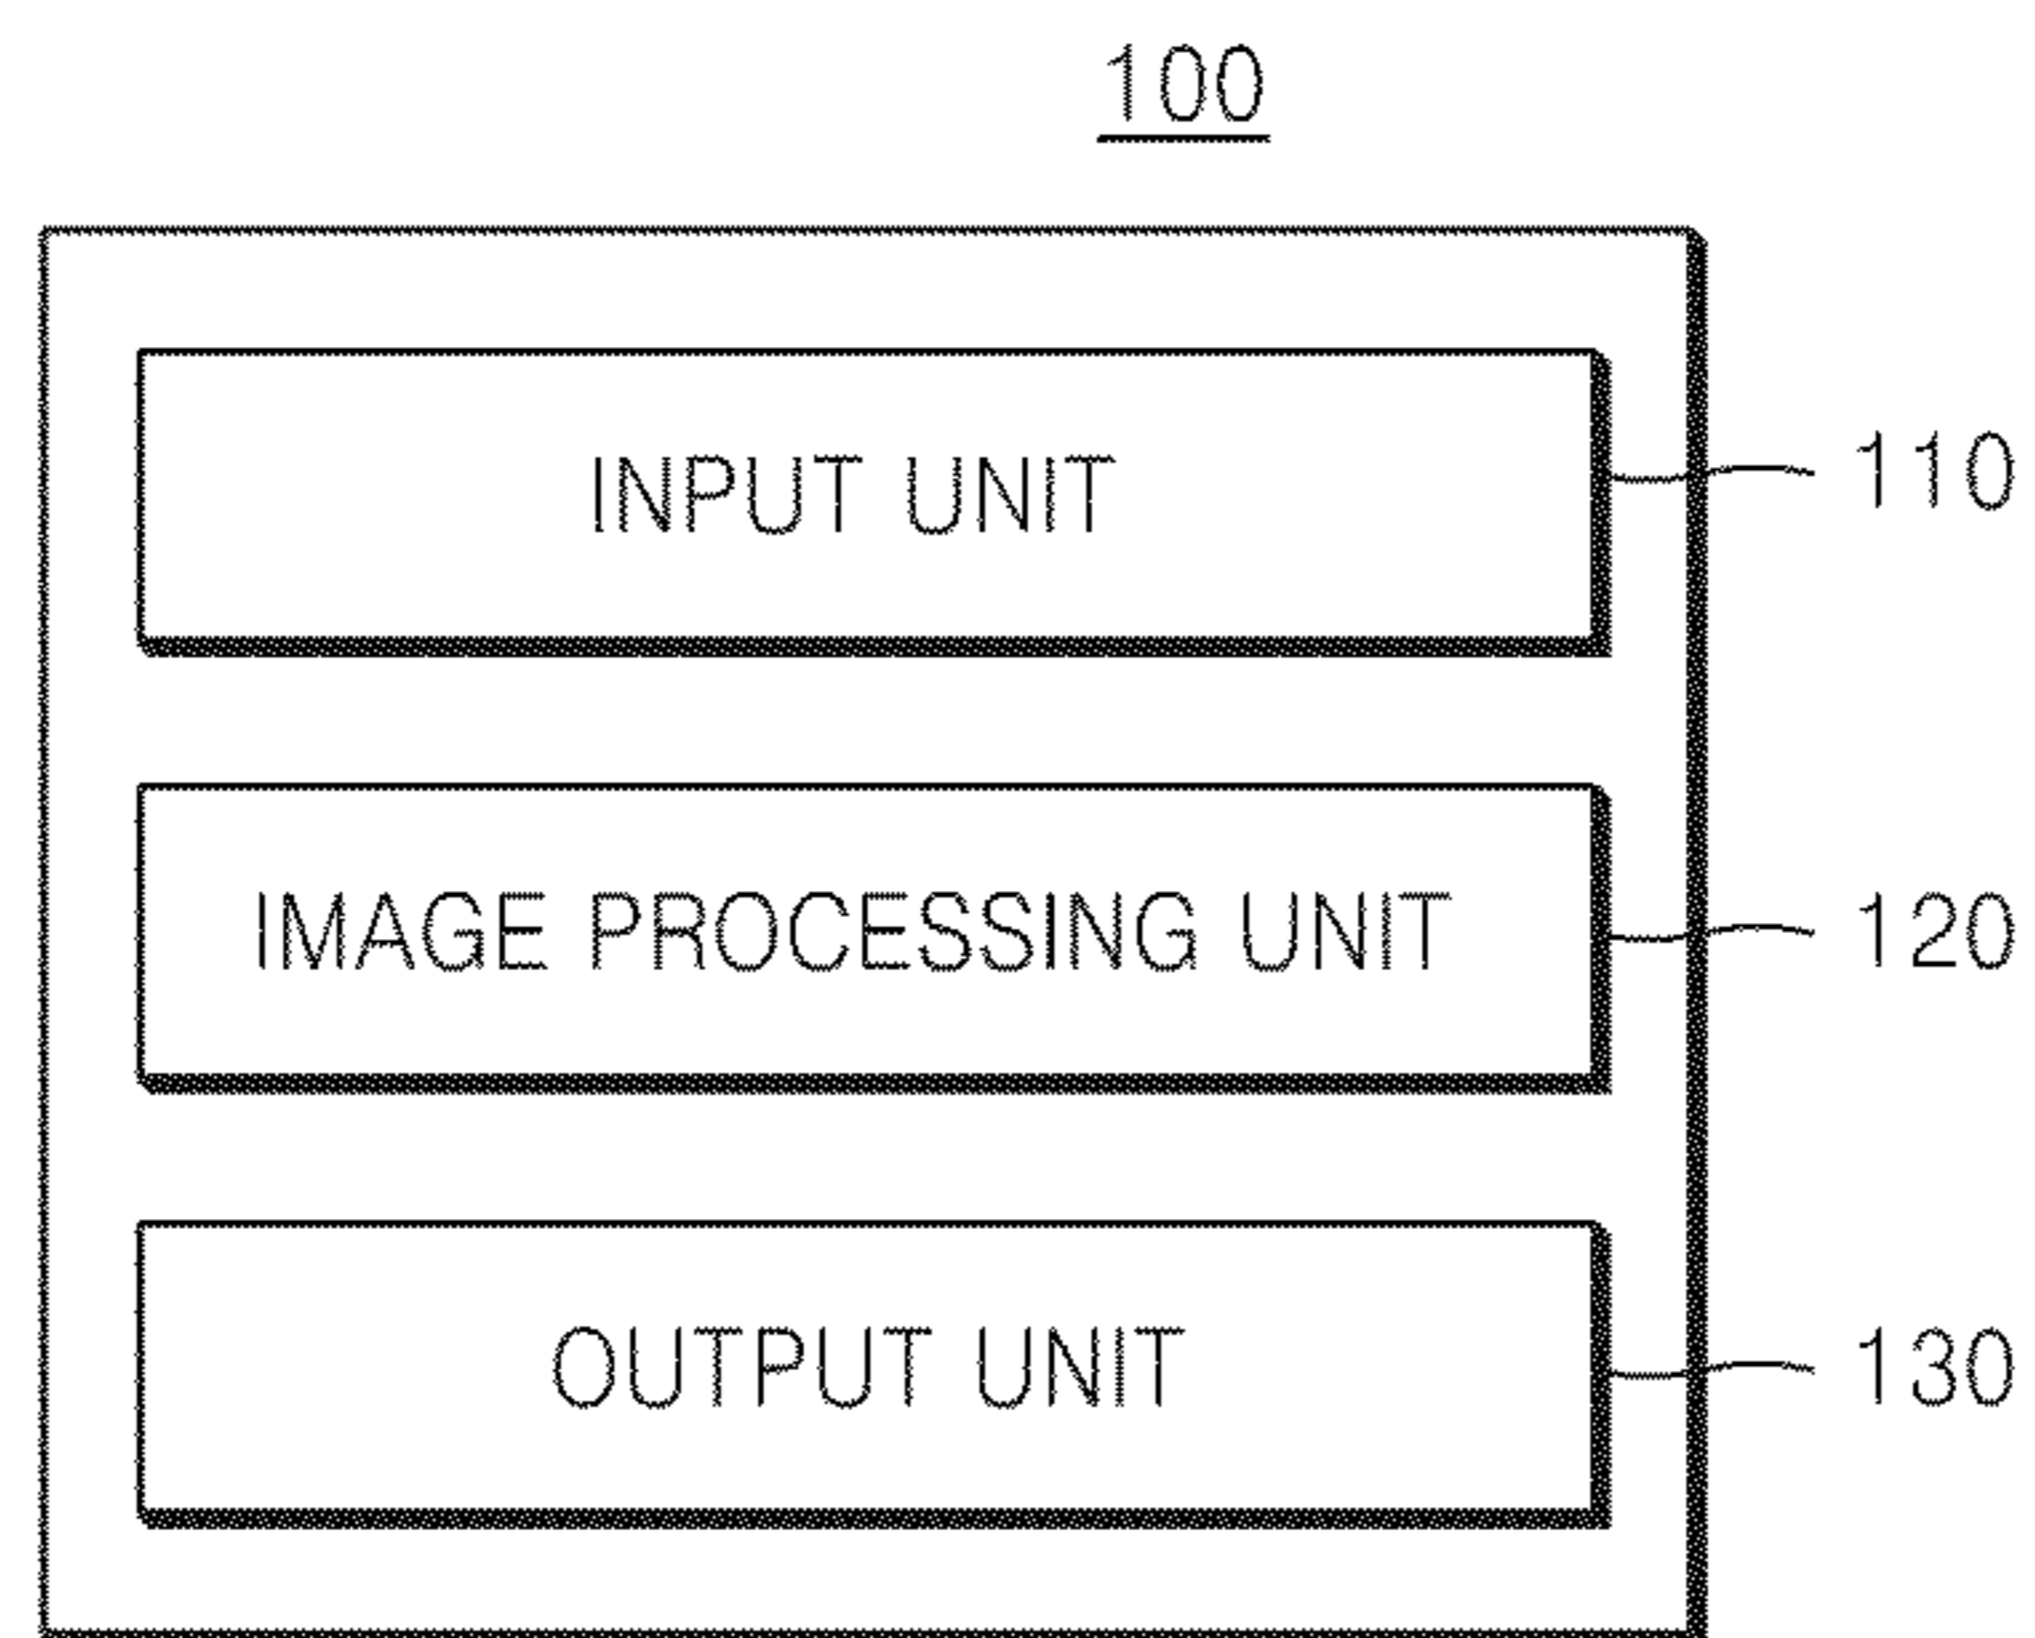 100
INPUT UNIT 110
IMAGE PROCESSING UNIT 120
OUTPUT UNIT 130